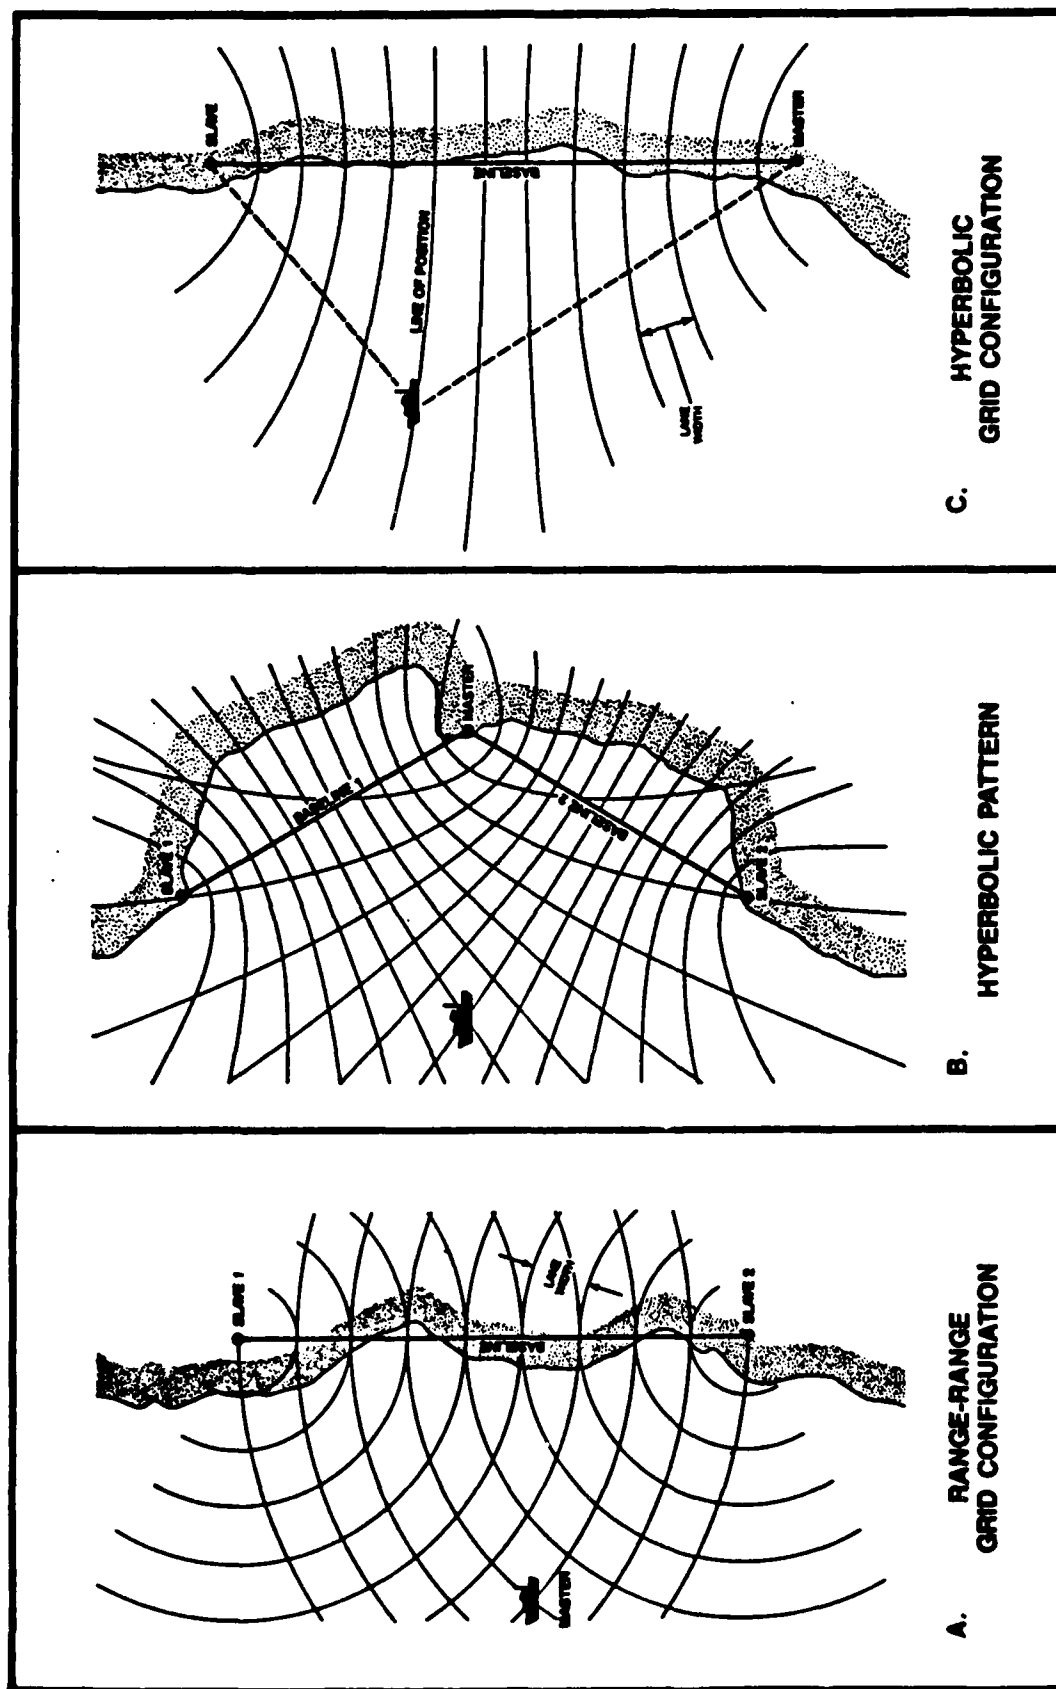 SLAVE 1
LANE
WIDTH
BASELINE
MASTER
SLAVE 2
A. RANGE-RANGE
GRID CONFIGURATION
SLAVE 1
BASELINE 1
MASTER
BASELINE 2
SLAVE 2
B. HYPERBOLIC PATTERN
SLAVE
BASELINE
LINE OF POSITION
LANE
WIDTH
MASTER
C. HYPERBOLIC
GRID CONFIGURATION